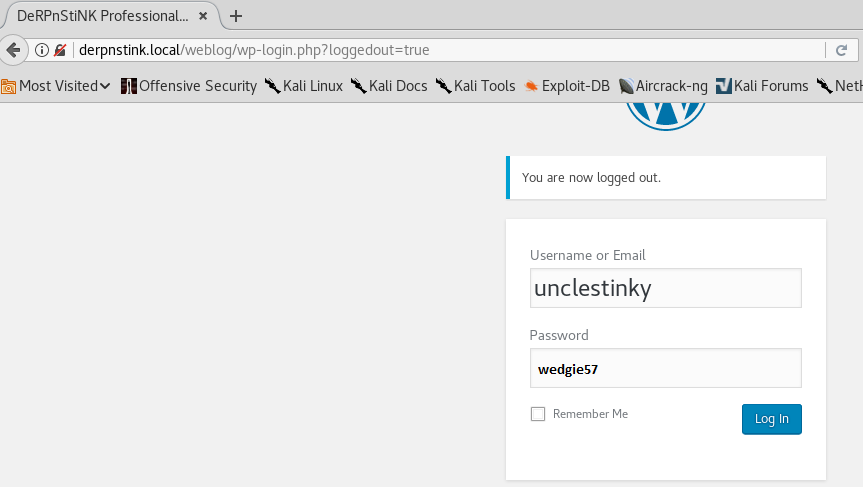 DeRPnStiNK Professional...
derpnstink.local/weblog/wp-login.php?loggedout=true
Most Visited Offensive Security Kali Linux Kali Docs Kali Tools Exploit-DB Aircrack-ng Kali Forums NetH
You are now logged out.
Username or Email
unclestinky
Password
wedgie57
Remember Me Log In